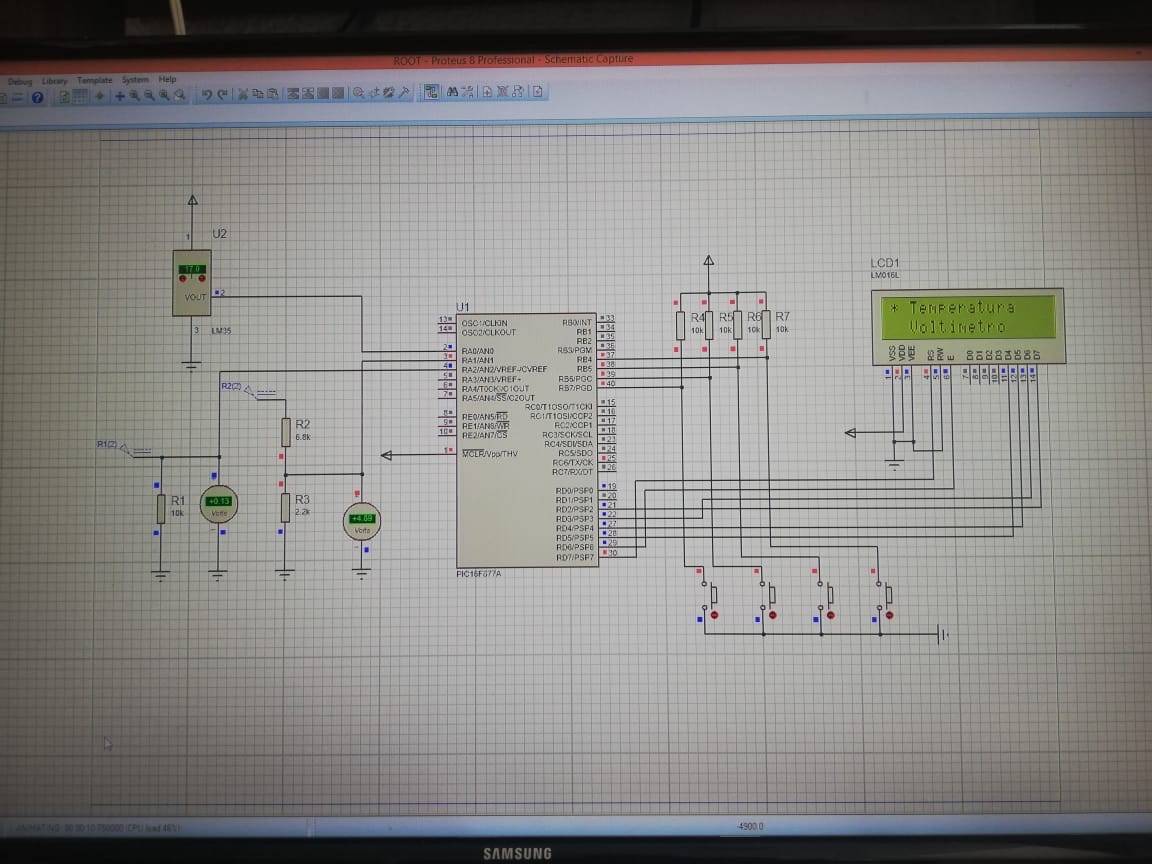 ROOT - Proteus 8 Professional - Schematic Capture
Debug Library Template System Help
U2
1
17.0
VOUT
2
3
LM35
R2(2)
R2
6.8k
R1(2)
R1
10k
+0.13
Volts
R3
2.2k
+4.89
Volts
U1
13
14
2
3
4
5
6
7
8
9
10
1
OSC1/CLKIN
OSC2/CLKOUT
RA0/AN0
RA1/AN1
RA2/AN2/VREF-/CVREF
RA3/AN3/VREF+
RA4/T0CKI/C1OUT
RA5/AN4/SS/C2OUT
RE0/AN5/RD
RE1/AN6/WR
RE2/AN7/CS
MCLR/Vpp/THV
RB0/INT
RB1
RB2
RB3/PGM
RB4
RB5
RB6/PGC
RB7/PGD
RC0/T1OSO/T1CKI
RC1/T1OSI/CCP2
RC2/CCP1
RC3/SCK/SCL
RC4/SDI/SDA
RC5/SDO
RC6/TX/CK
RC7/RX/DT
RD0/PSP0
RD1/PSP1
RD2/PSP2
RD3/PSP3
RD4/PSP4
RD5/PSP5
RD6/PSP6
RD7/PSP7
33
34
35
36
37
38
39
40
15
16
17
18
23
24
25
26
19
20
21
22
27
28
29
30
PIC16F877A
R4
10k
R5
10k
R6
10k
R7
10k
LCD1
LM016L
* Temperatura
Voltimetro
VSS VDD VEE RS RW E D0 D1 D2 D3 D4 D5 D6 D7
1 2 3 4 5 6 7 8 9 10 11 12 13 14
-4900.0
SAMSUNG